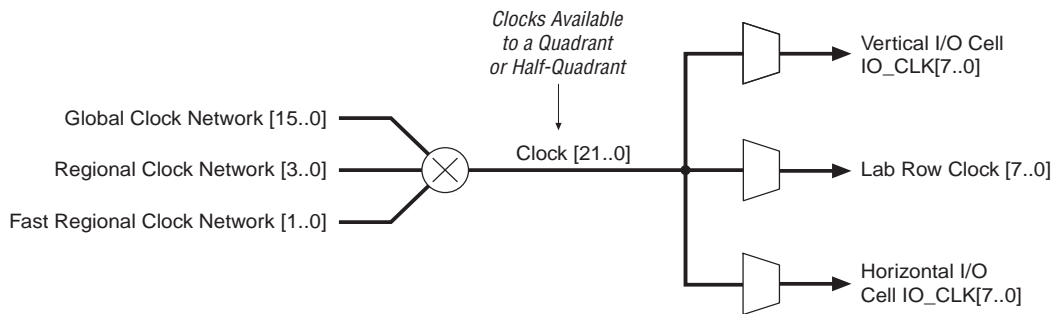 Clocks Available
to a Quadrant
or Half-Quadrant
Vertical I/O Cell
IO_CLK[7..0]
Global Clock Network [15..0]
Clock [21..0]
Regional Clock Network [3..0]
Lab Row Clock [7..0]
Fast Regional Clock Network [1..0]
Horizontal I/O
Cell IO_CLK[7..0]